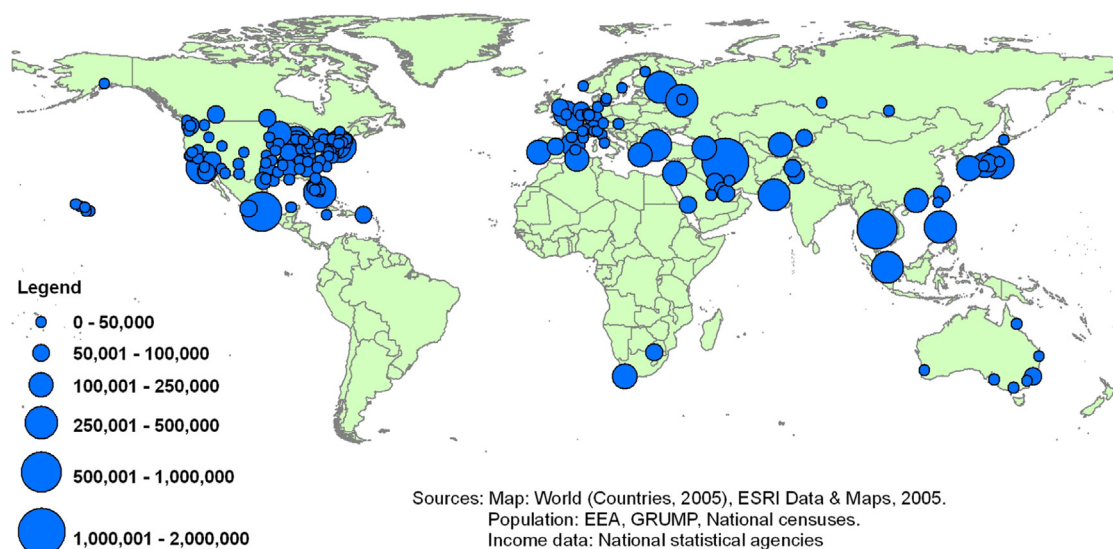 Legend
0 - 50,000
50,001 - 100,000
100,001 - 250,000
250,001 - 500,000
500,001 - 1,000,000
1,000,001 - 2,000,000
Sources: Map: World (Countries, 2005), ESRI Data & Maps, 2005.
Population: EEA, GRUMP, National censuses.
Income data: National statistical agencies